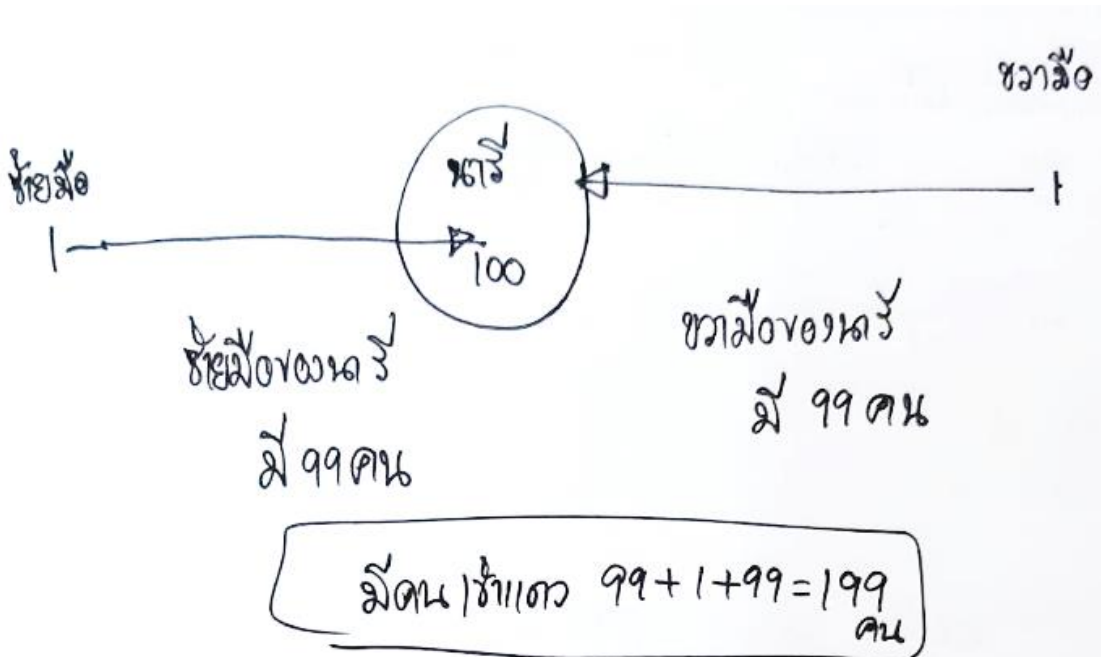 ขวามือ
ซ้ายมือ
นารี
1
1
100
ซ้ายมือของนารี
มี 99 คน
ขวามือของนารี
มี 99 คน
มีคนเข้าแถว 99+1+99=199
คน